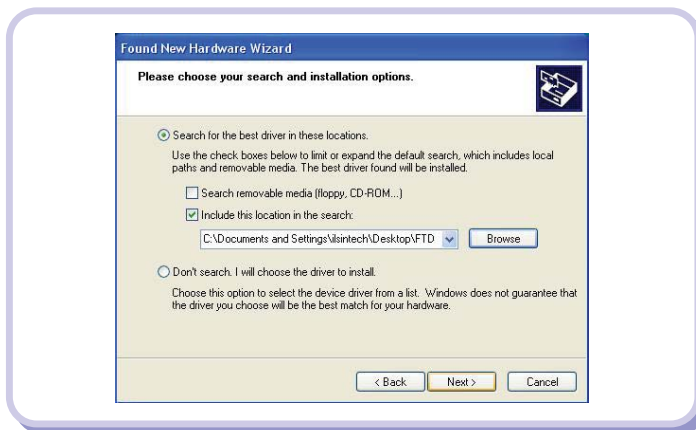 Found New Hardware Wizard
Please choose your search and installation options.
Search for the best driver in these locations.
Use the check boxes below to limit or expand the default search, which includes local
paths and removable media. The best driver found will be installed.
Search removable media (floppy, CD-ROM...)
Include this location in the search:
C:\Documents and Settings\ilsintech\Desktop\FTD
Browse
Don't search. I will choose the driver to install.
Choose this option to select the device driver from a list. Windows does not guarantee that
the driver you choose will be the best match for your hardware.
< Back
Next >
Cancel